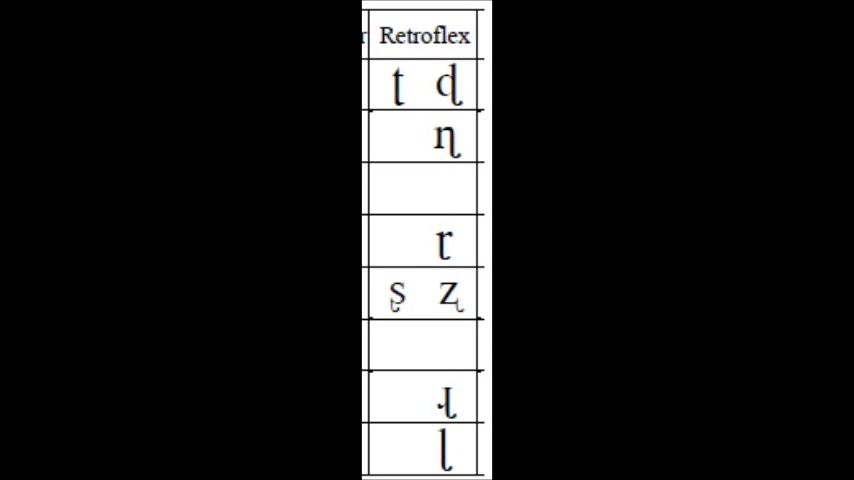 Retroflex
ʈ ɖ
ɳ
ɽ
ʂ ʐ
ɻ
ɭ